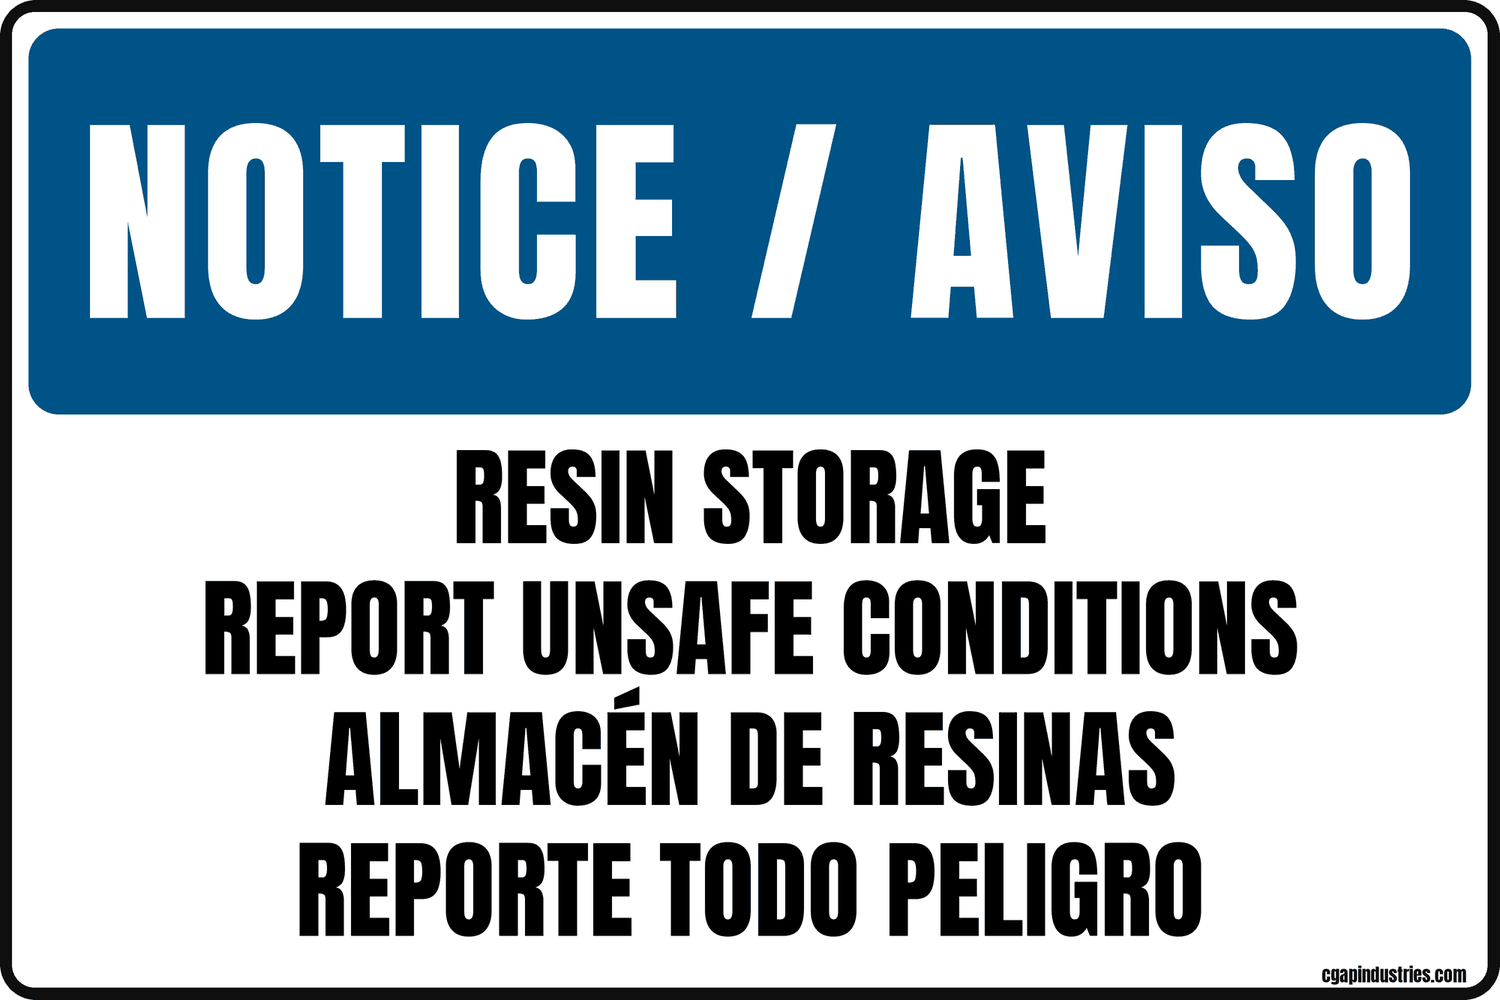 NOTICE / AVISO
RESIN STORAGE
REPORT UNSAFE CONDITIONS
ALMACÉN DE RESINAS
REPORTE TODO PELIGRO
cgapindustries.com